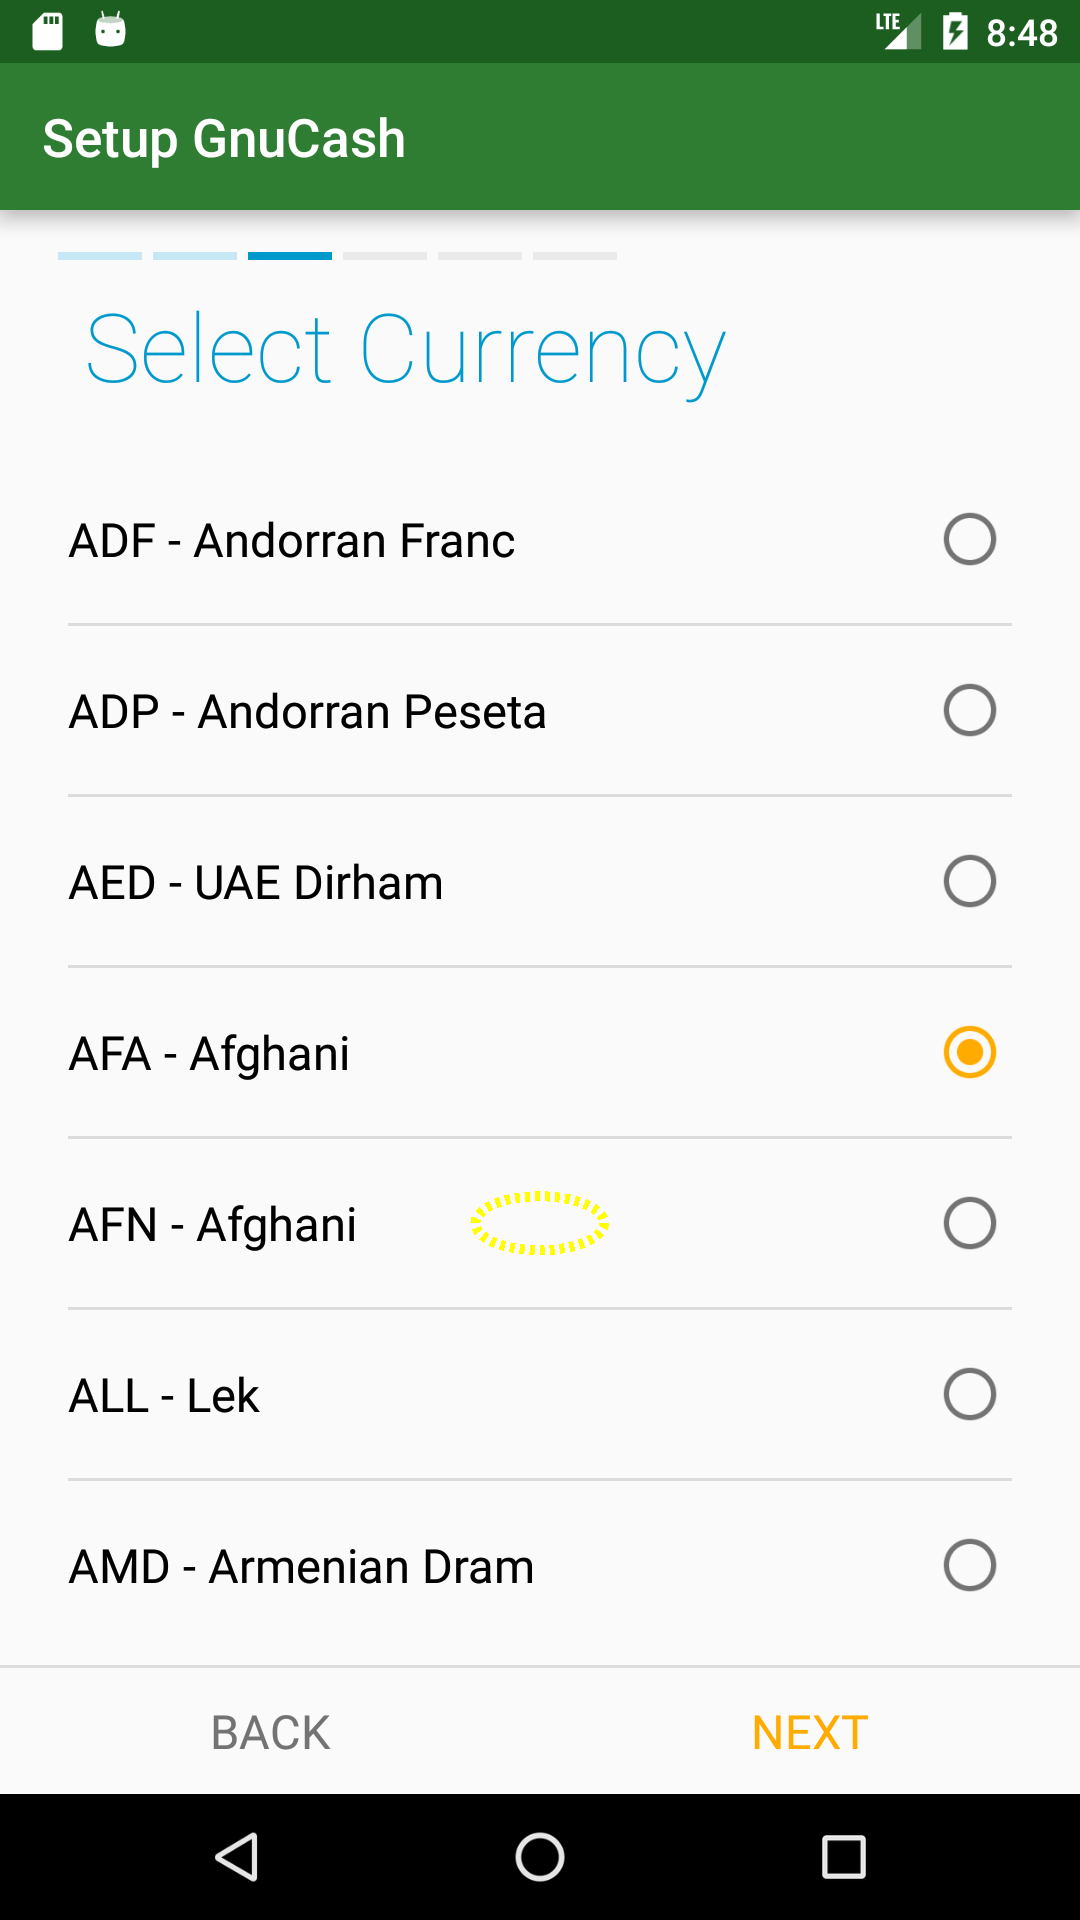 LTE 8:48
Setup GnuCash
Select Currency
ADF - Andorran Franc
ADP - Andorran Peseta
AED - UAE Dirham
AFA - Afghani
AFN - Afghani
ALL - Lek
AMD - Armenian Dram
BACK NEXT